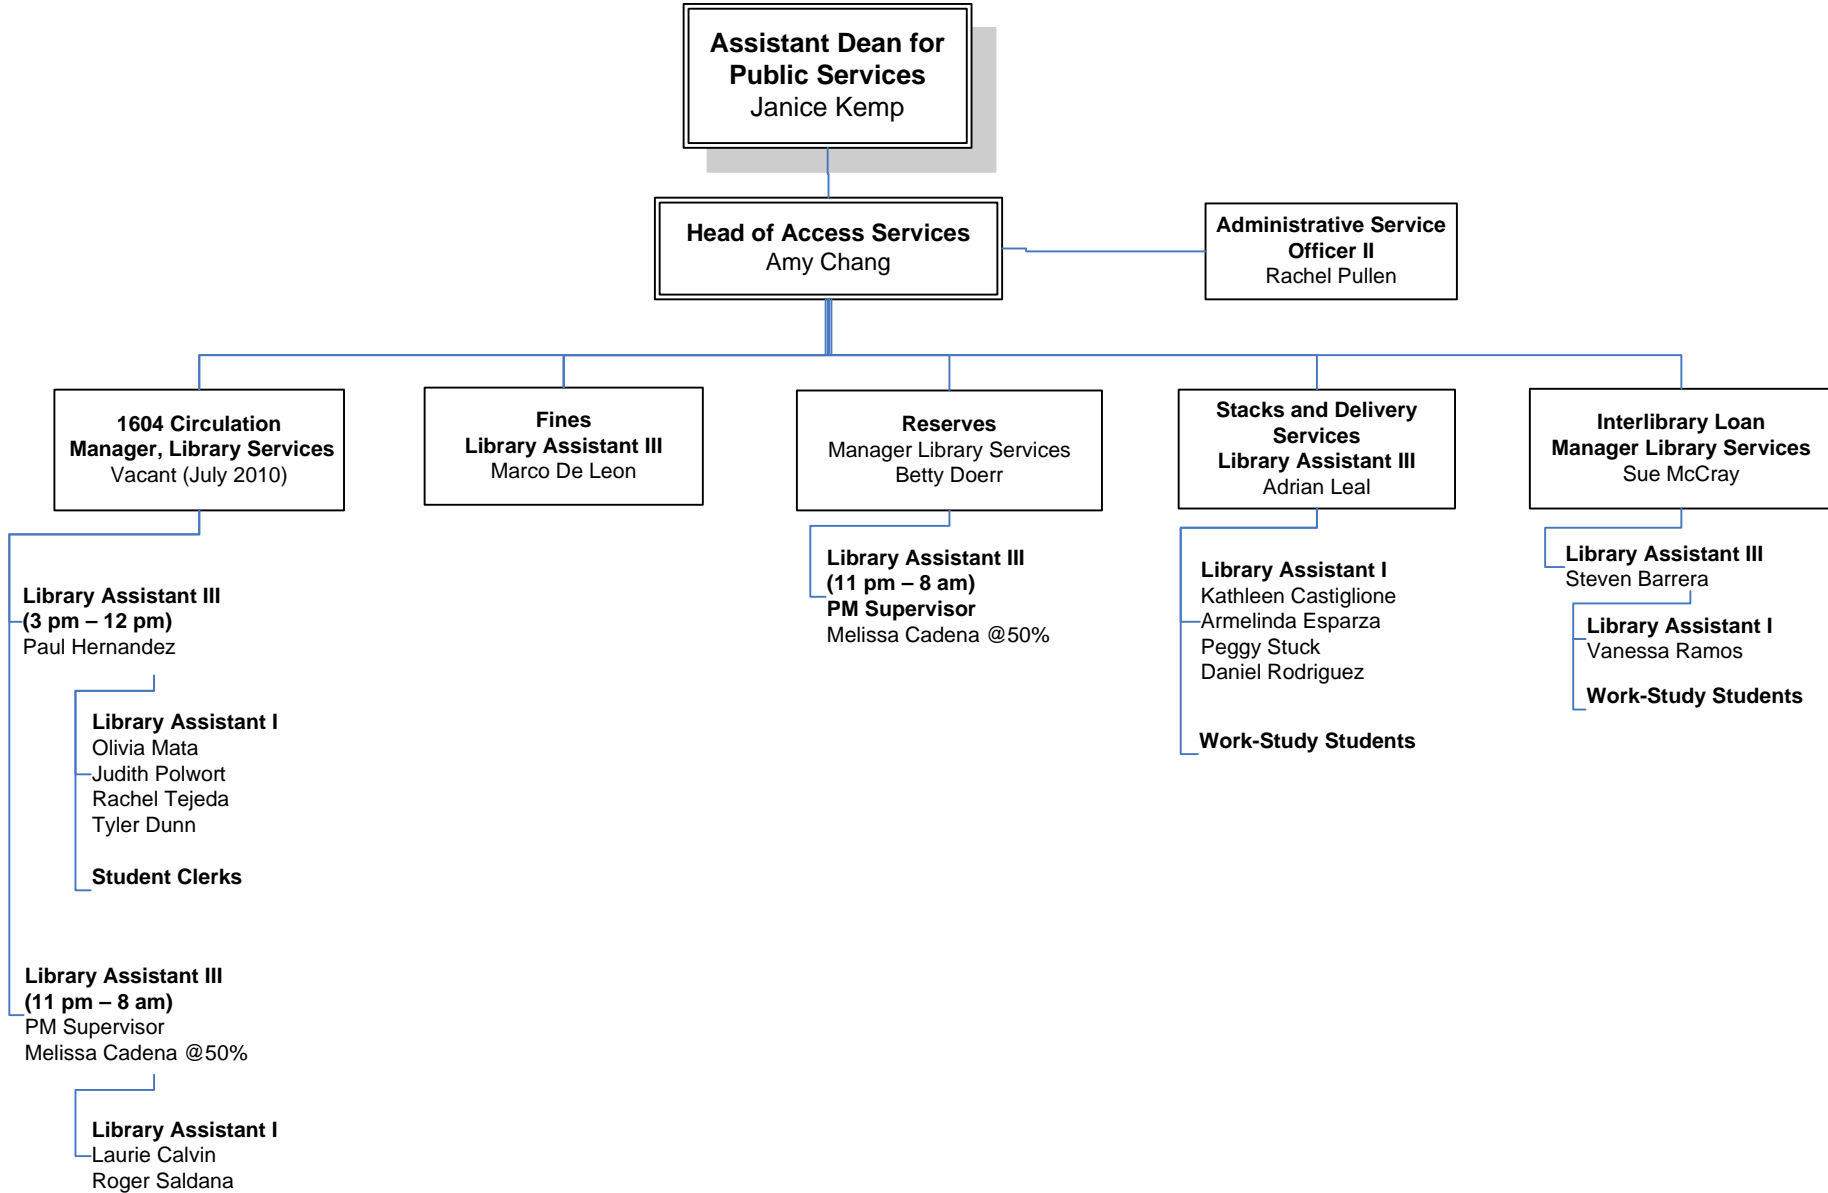 Assistant Dean for
Public Services
Janice Kemp
Head of Access Services
Amy Chang
Administrative Service
Officer II
Rachel Pullen
1604 Circulation
Manager, Library Services
Vacant (July 2010)
Fines
Library Assistant III
Marco De Leon
Reserves
Manager Library Services
Betty Doerr
Stacks and Delivery
Services
Library Assistant III
Adrian Leal
Interlibrary Loan
Manager Library Services
Sue McCray
Library Assistant III
(3 pm – 12 pm)
Paul Hernandez
Library Assistant I
Olivia Mata
Judith Polwort
Rachel Tejeda
Tyler Dunn
Student Clerks
Library Assistant III
(11 pm – 8 am)
PM Supervisor
Melissa Cadena @50%
Library Assistant I
Laurie Calvin
Roger Saldana
Library Assistant III
(11 pm – 8 am)
PM Supervisor
Melissa Cadena @50%
Library Assistant I
Kathleen Castiglione
Armelinda Esparza
Peggy Stuck
Daniel Rodriguez
Work-Study Students
Library Assistant III
Steven Barrera
Library Assistant I
Vanessa Ramos
Work-Study Students